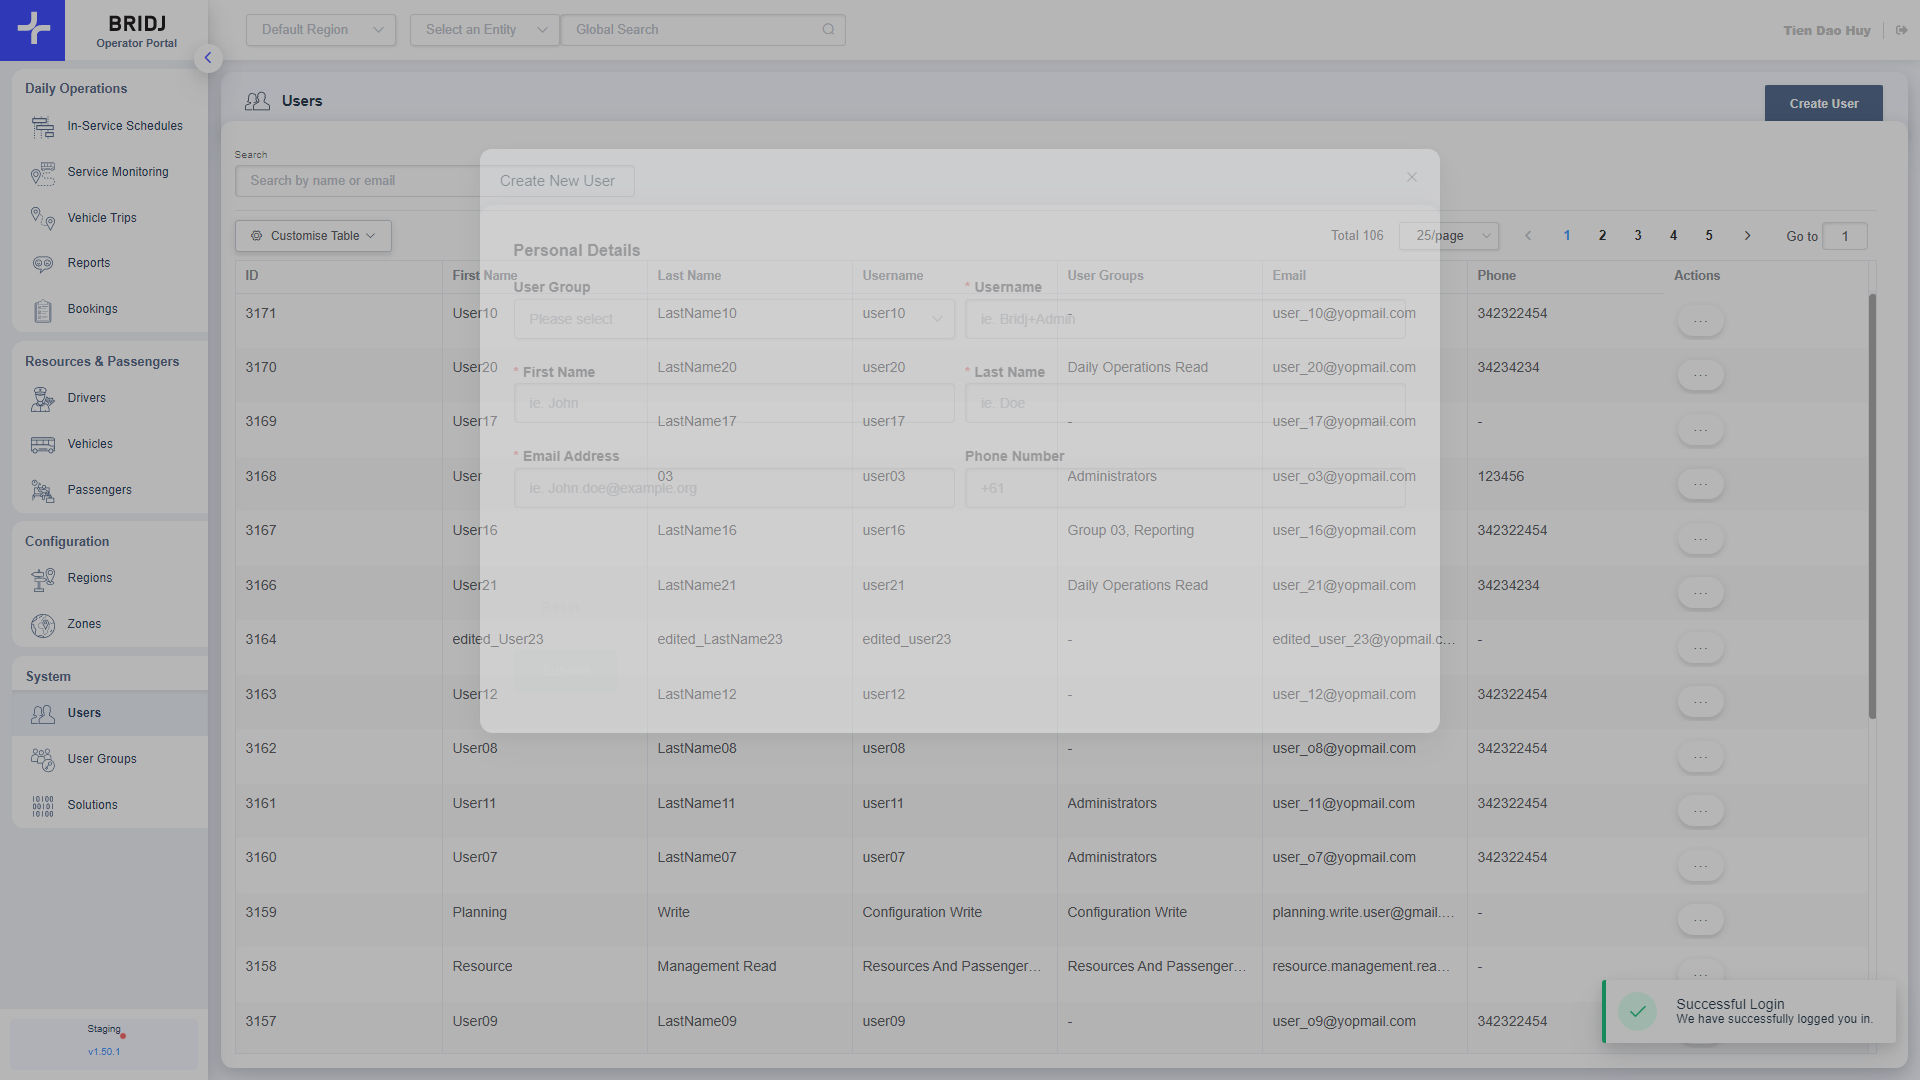 BRIDJ
Operator Portal
Default Region
Select an Entity
Global Search
Tien Dao Huy
Daily Operations
In-Service Schedules
Service Monitoring
Vehicle Trips
Reports
Bookings
Resources & Passengers
Drivers
Vehicles
Passengers
Configuration
Regions
Zones
System
Users
User Groups
Solutions
Staging
v1.50.1
Users
Create User
Search
Search by name or email
Create New User
Customise Table
Total 106
25/page
1 2 3 4 5
Go to 1
Personal Details
User Group
* Username
Please select
ie. Bridj+Admin
* First Name
* Last Name
ie. John
ie. Doe
* Email Address
Phone Number
ie. John.doe@example.org
+61
ID First Name Last Name Username User Groups Email Phone Actions
3171 User10 LastName10 user10 - user_10@yopmail.com 342322454 ...
3170 User20 LastName20 user20 Daily Operations Read user_20@yopmail.com 34234234 ...
3169 User17 LastName17 user17 - user_17@yopmail.com - ...
3168 User 03 user03 Administrators user_o3@yopmail.com 123456 ...
3167 User16 LastName16 user16 Group 03, Reporting user_16@yopmail.com 342322454 ...
3166 User21 LastName21 user21 Daily Operations Read user_21@yopmail.com 34234234 ...
3164 edited_User23 edited_LastName23 edited_user23 - edited_user_23@yopmail.c... - ...
3163 User12 LastName12 user12 - user_12@yopmail.com 342322454 ...
3162 User08 LastName08 user08 - user_o8@yopmail.com 342322454 ...
3161 User11 LastName11 user11 Administrators user_11@yopmail.com 342322454 ...
3160 User07 LastName07 user07 Administrators user_o7@yopmail.com 342322454 ...
3159 Planning Write Configuration Write Configuration Write planning.write.user@gmail.... - ...
3158 Resource Management Read Resources And Passenger... Resources And Passenger... resource.management.rea... - ...
3157 User09 LastName09 user09 - user_o9@yopmail.com 342322454
Successful Login
We have successfully logged you in.